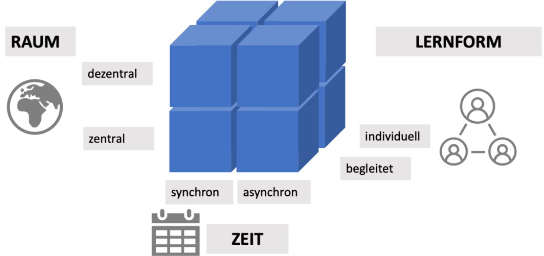 RAUM
LERNFORM
dezentral
zentral
individuell
begleitet
synchron
asynchron
ZEIT